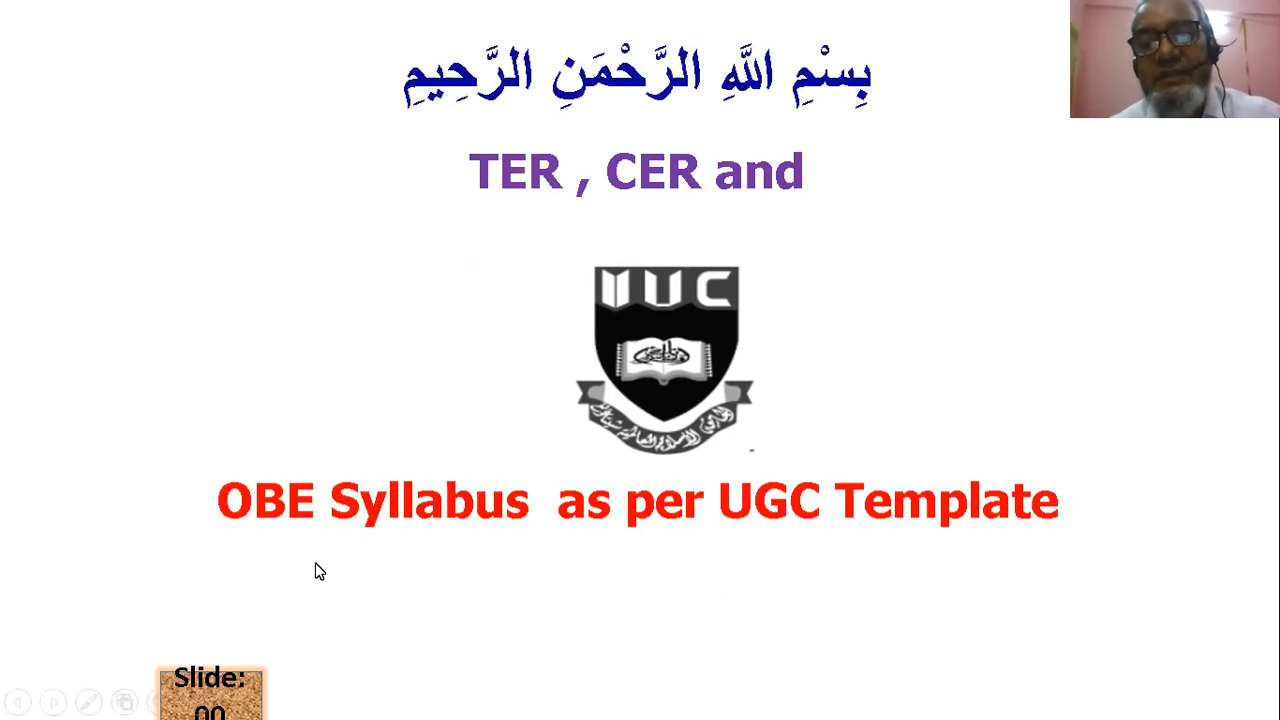 بِسْمِ اللَّهِ الرَّحْمَنِ الرَّحِيمِ
TER , CER and
IIUC
OBE Syllabus as per UGC Template
Slide:
00